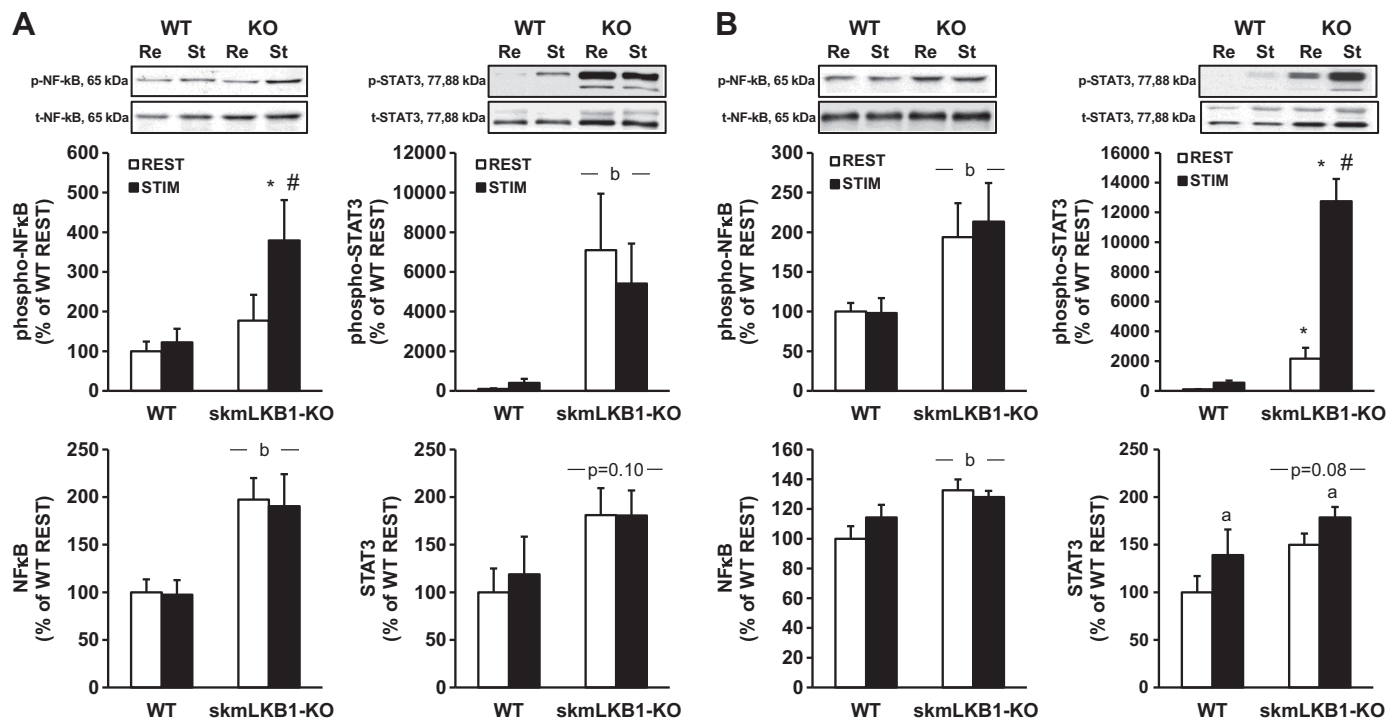 A
WT KO
Re St Re St
p-NF-kB, 65 kDa
t-NF-kB, 65 kDa
phospho-NFκB
(% of WT REST)
600
500
400
300
200
100
0
REST
STIM
* #
WT skmLKB1-KO
WT KO
Re St Re St
p-STAT3, 77,88 kDa
t-STAT3, 77,88 kDa
phospho-STAT3
(% of WT REST)
12000
10000
8000
6000
4000
2000
0
b
WT skmLKB1-KO
NFκB
(% of WT REST)
250
200
150
100
50
0
b
WT skmLKB1-KO
STAT3
(% of WT REST)
250
200
150
100
50
0
p=0.10
WT skmLKB1-KO
B
WT KO
Re St Re St
p-NF-kB, 65 kDa
t-NF-kB, 65 kDa
phospho-NFκB
(% of WT REST)
300
250
200
150
100
50
0
REST
STIM
b
WT skmLKB1-KO
WT KO
Re St Re St
p-STAT3, 77,88 kDa
t-STAT3, 77,88 kDa
phospho-STAT3
(% of WT REST)
16000
14000
12000
10000
8000
6000
4000
2000
0
REST
STIM
* #
*
WT skmLKB1-KO
NFκB
(% of WT REST)
160
140
120
100
80
60
40
20
0
b
WT skmLKB1-KO
STAT3
(% of WT REST)
250
200
150
100
50
0
p=0.08
a
a
WT skmLKB1-KO